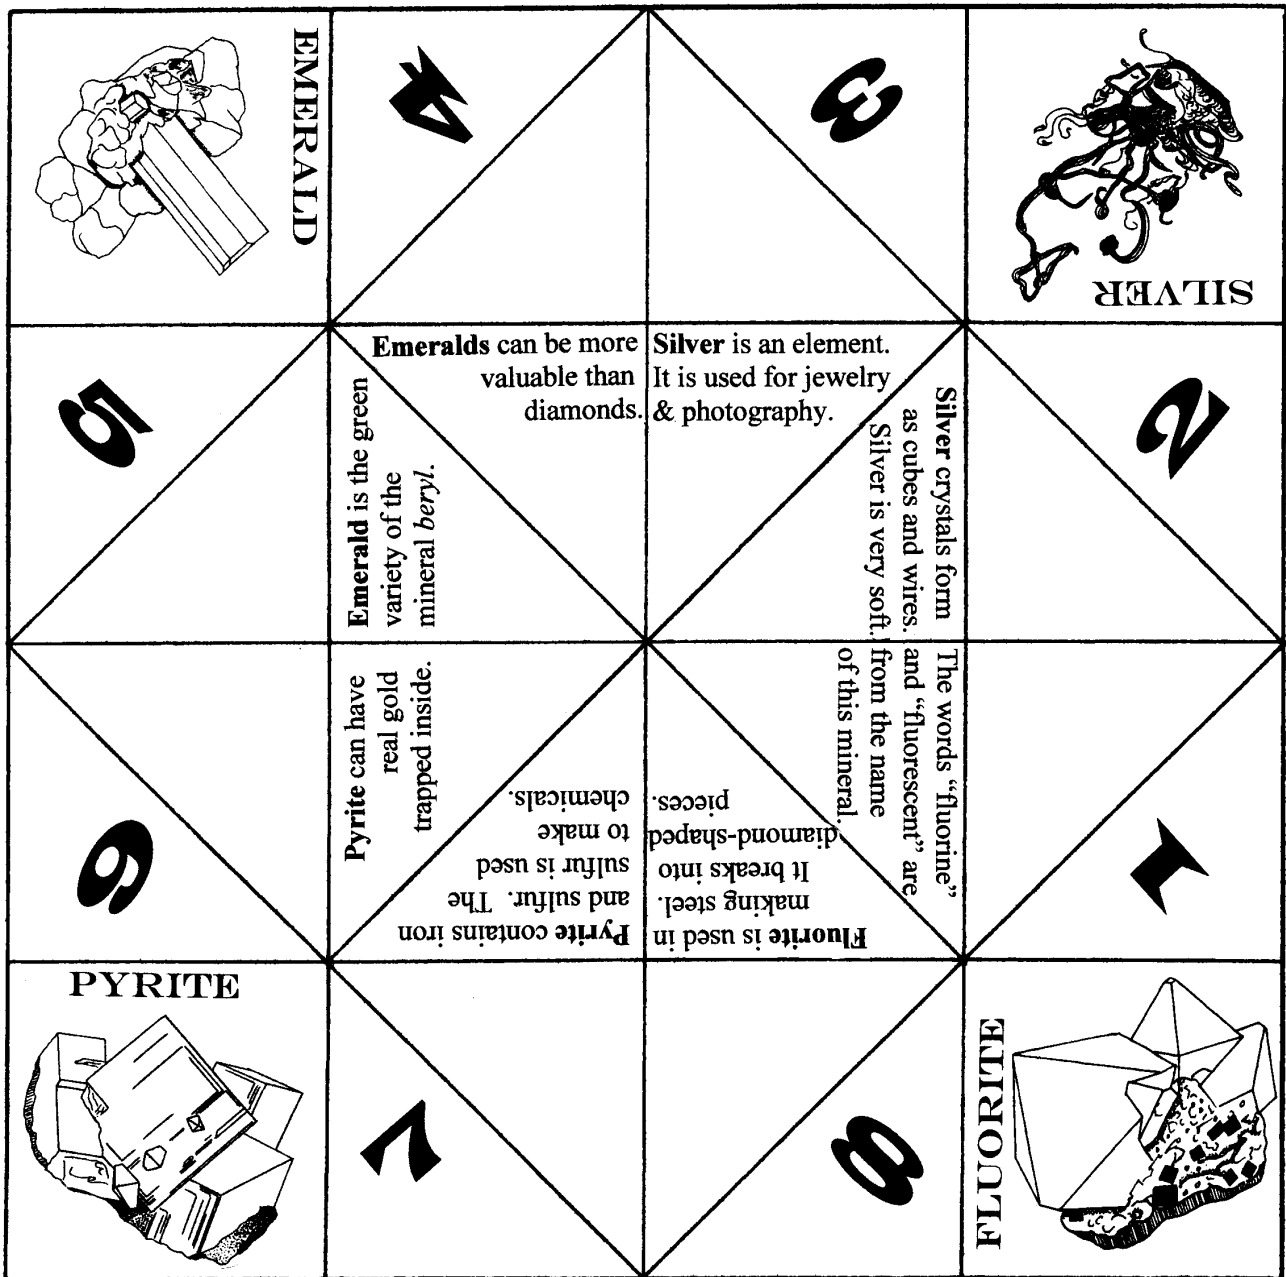 EMERALD
4
3
SILVER
5
Emeralds can be more
valuable than
diamonds.
Silver is an element.
It is used for jewelry
& photography.
2
Emerald is the green
variety of the
mineral beryl.
Silver crystals form
as cubes and wires.
Silver is very soft.
6
Pyrite can have
real gold
trapped inside.
Pyrite contains iron
and sulfur. The
sulfur is used
to make
chemicals.
Fluorite is used in
making steel.
It breaks into
diamond-shaped
pieces.
The words “fluorine”
and “fluorescent” are
from the name
of this mineral.
1
PYRITE
7
8
FLUORITE